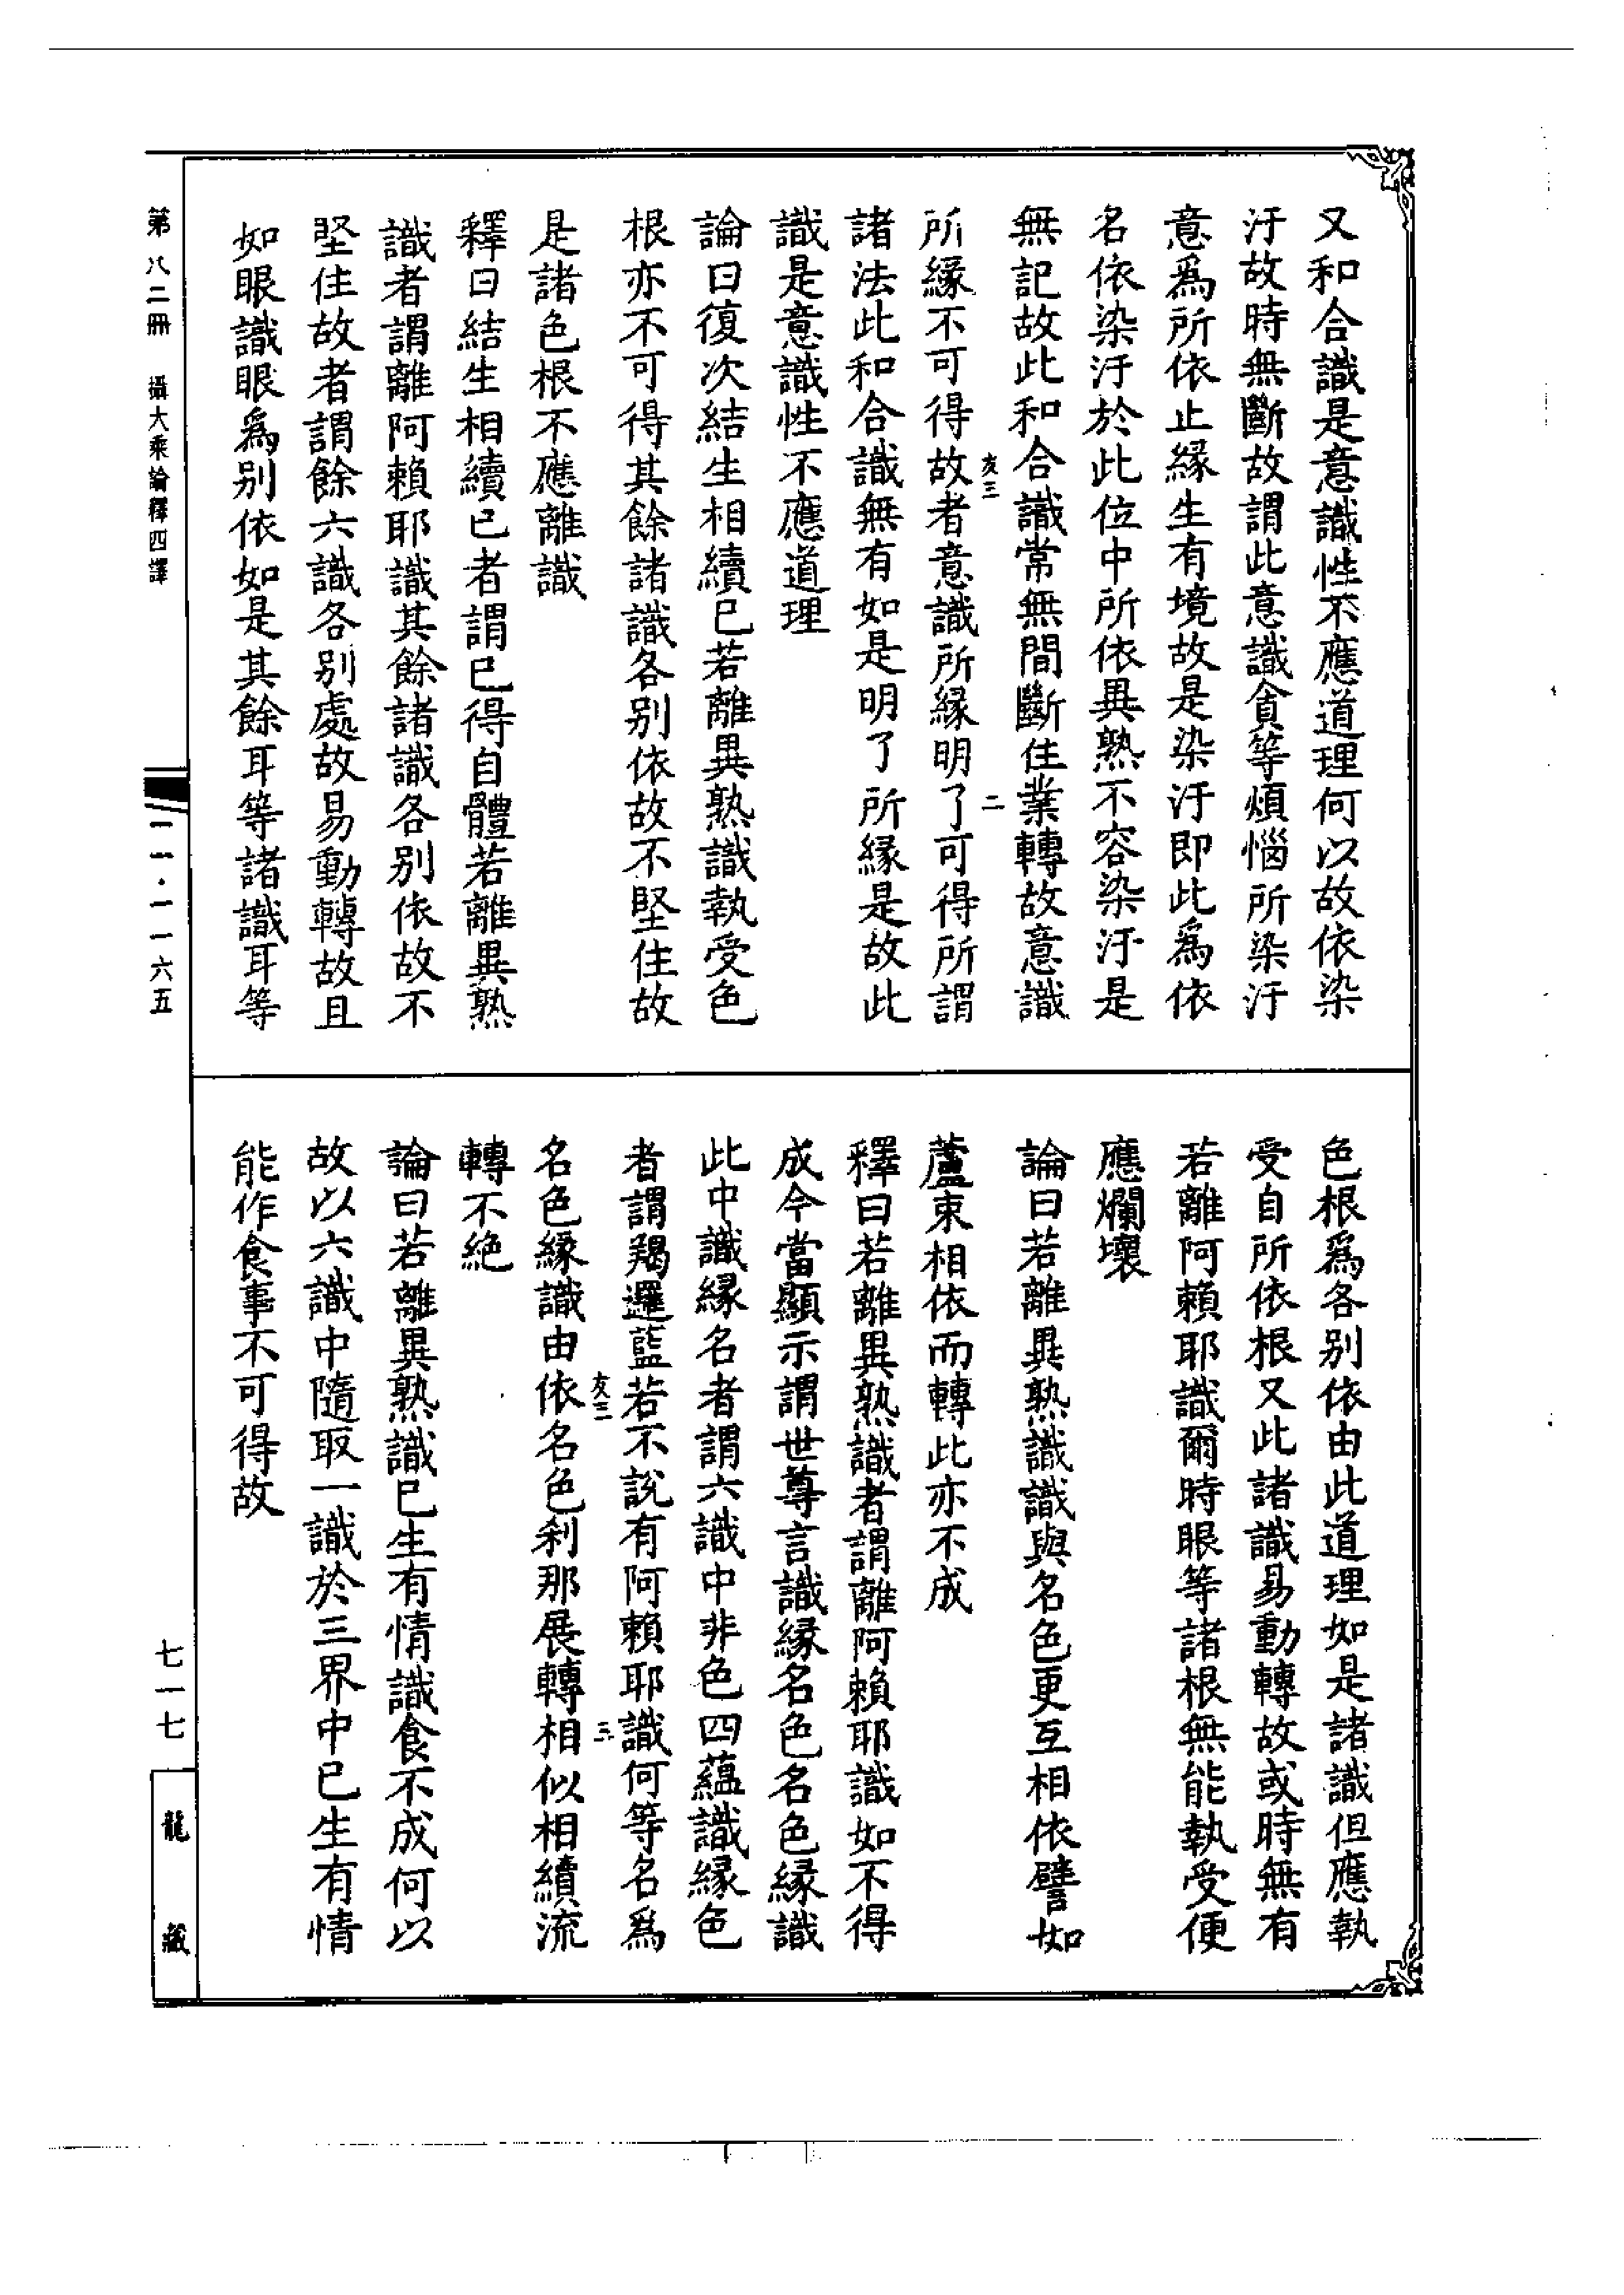 又和合識是意識性不應道理何以故依染
汙故時無斷故謂此意識貪等煩惱所染汙
意爲所依止緣生有境故是染汙即此爲依
名依染汙於此位中所依異熟不容染汙是
無記故此和合識常無間斷住業轉故意識
所緣不可得故者意識所緣明了可得所謂
友三
二
諸法此和合識無有如是明了所緣是故此
識是意識性不應道理
論曰復次結生相續已若離異熟識執受色
根亦不可得其餘諸識各別依故不堅住故
是諸色根不應離識
釋曰結生相續已者謂已得自體若離異熟
識者謂離阿賴耶識其餘諸識各別依故不
堅住故者謂餘六識各別處故易動轉故且
如眼識眼爲別依如是其餘耳等諸識耳等
色根爲各別依由此道理如是諸識但應執
受自所依根又此諸識易動轉故或時無有
若離阿賴耶識爾時眼等諸根無能執受便
應爛壞
論曰若離異熟識識與名色更互相依譬如
蘆束相依而轉此亦不成
釋曰若離異熟識者謂離阿賴耶識如不得
成今當顯示謂世尊言識緣名色名色緣識
此中識緣名者謂六識中非色四蘊識緣色
者謂羯邏藍若不說有阿賴耶識何等名爲
友三
三
名色緣識由依名色刹那展轉相似相續流
轉不絕
論曰若離異熟識已生有情識食不成何以
故以六識中隨取一識於三界中已生有情
能作食事不可得故
第八二冊 攝大乘論釋四譯
一一一·一一六五
七一七
龍藏